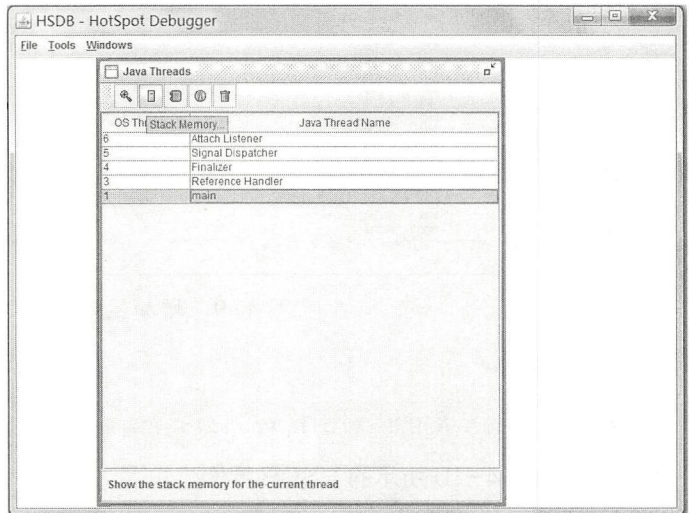 HSDB - HotSpot Debugger
File Tools Windows
Java Threads
OS Thr Java Thread Name
Stack Memory...
6 Attach Listener
5 Signal Dispatcher
4 Finalizer
3 Reference Handler
1 main
Show the stack memory for the current thread